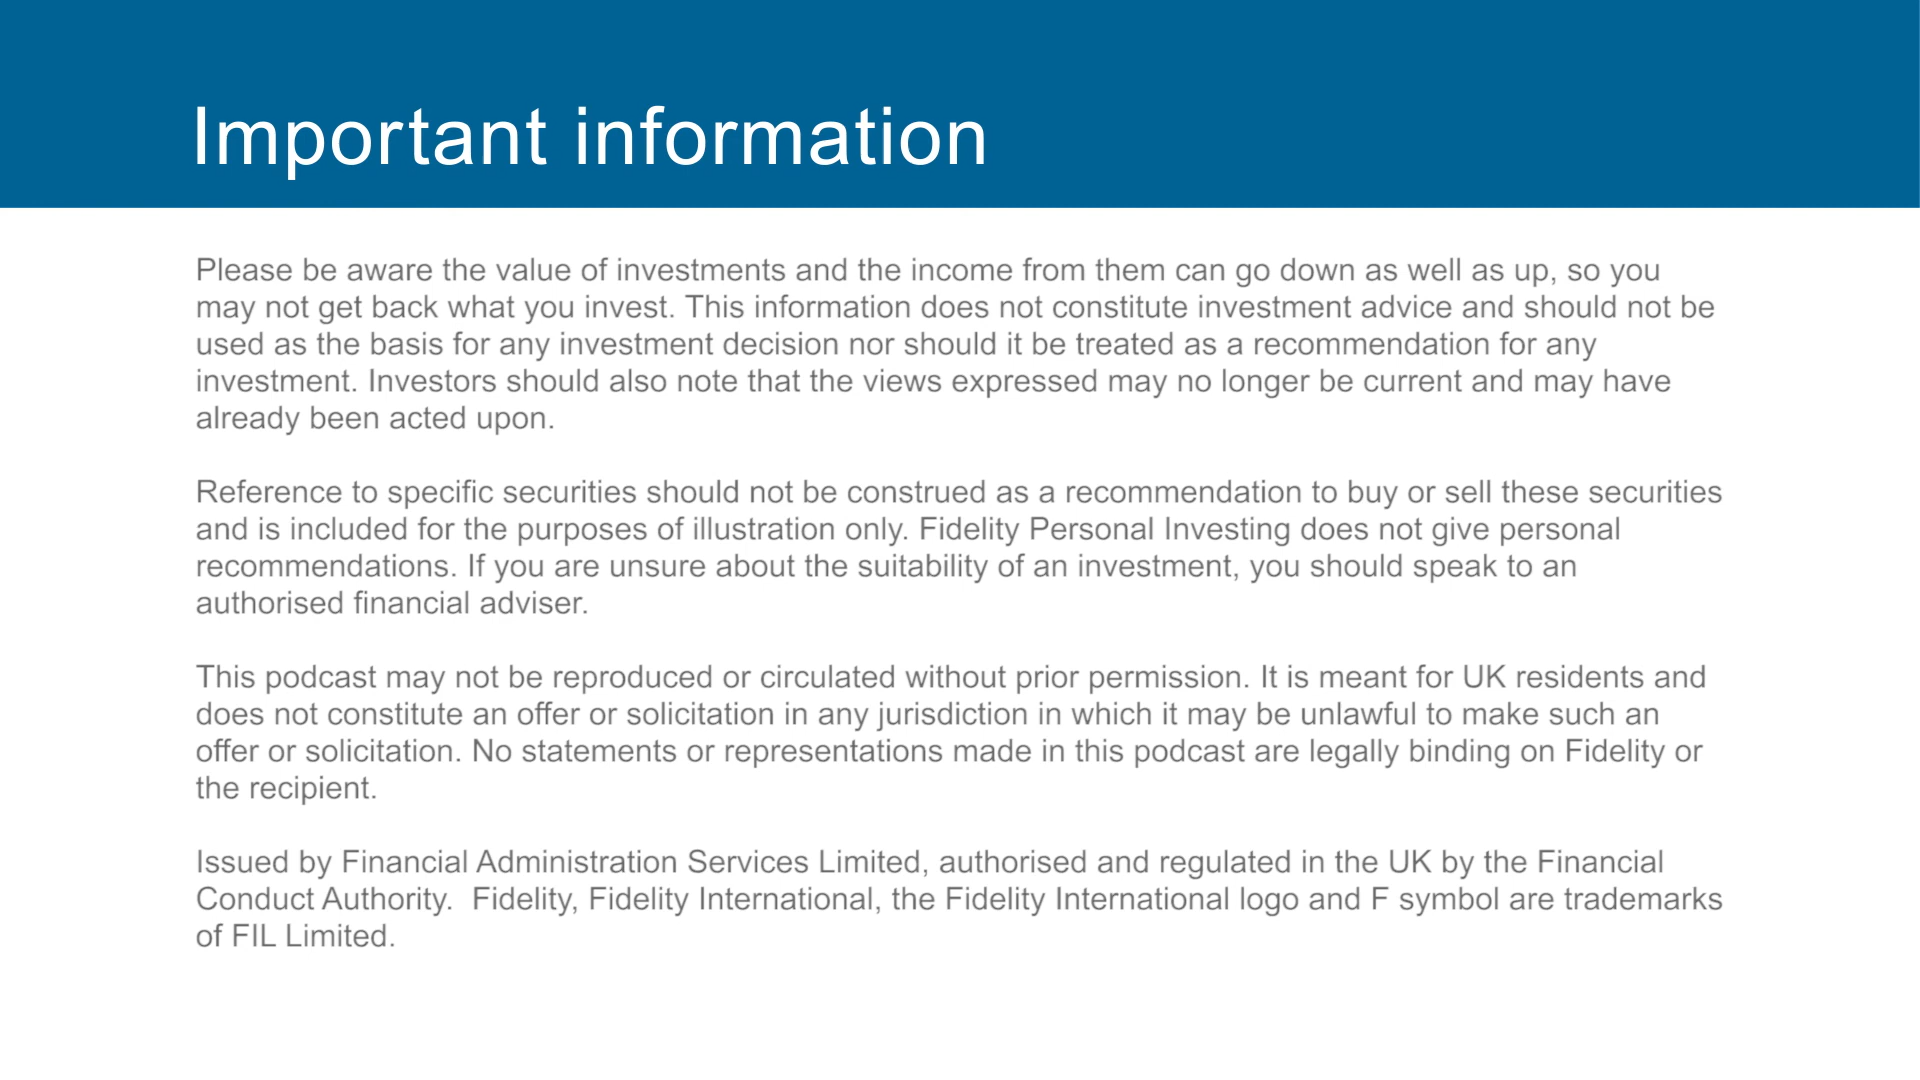 Important information
Please be aware the value of investments and the income from them can go down as well as up, so you
may not get back what you invest. This information does not constitute investment advice and should not be
used as the basis for any investment decision nor should it be treated as a recommendation for any
investment. Investors should also note that the views expressed may no longer be current and may have
already been acted upon.
Reference to specific securities should not be construed as a recommendation to buy or sell these securities
and is included for the purposes of illustration only. Fidelity Personal Investing does not give personal
recommendations. If you are unsure about the suitability of an investment, you should speak to an
authorised financial adviser.
This podcast may not be reproduced or circulated without prior permission. It is meant for UK residents and
does not constitute an offer or solicitation in any jurisdiction in which it may be unlawful to make such an
offer or solicitation. No statements or representations made in this podcast are legally binding on Fidelity or
the recipient.
Issued by Financial Administration Services Limited, authorised and regulated in the UK by the Financial
Conduct Authority.  Fidelity, Fidelity International, the Fidelity International logo and F symbol are trademarks
of FIL Limited.